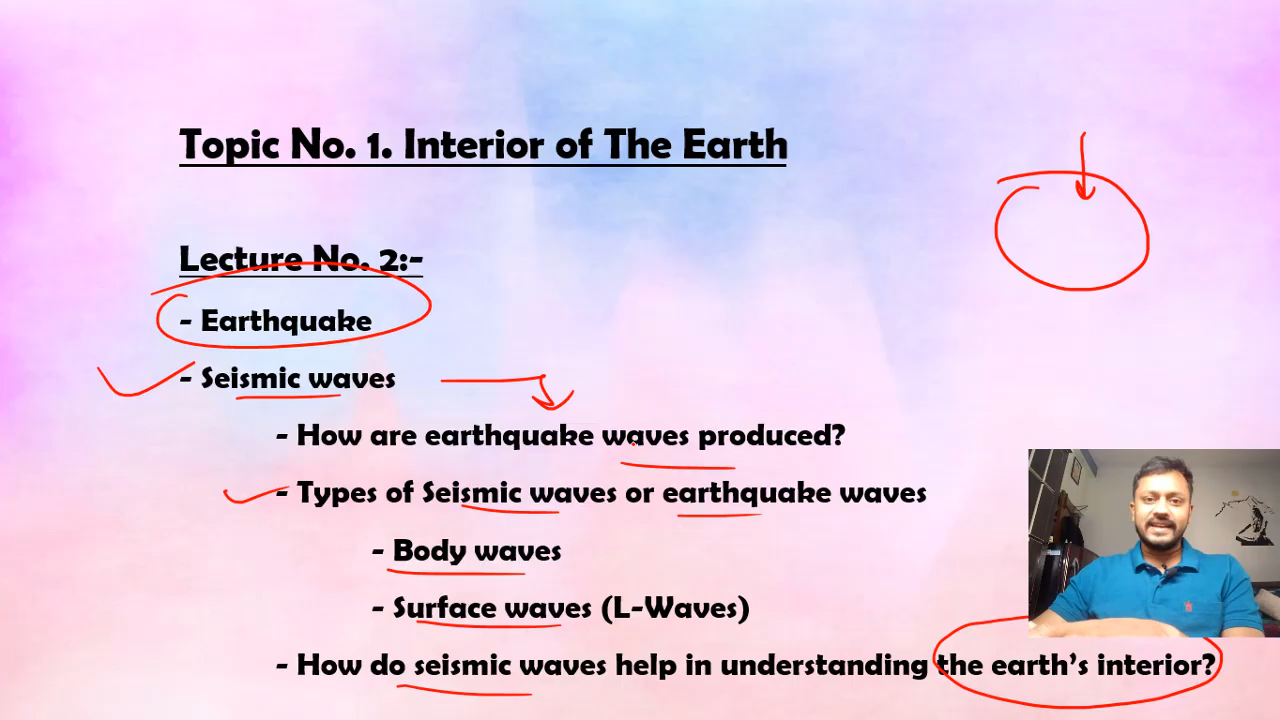 Topic No. 1. Interior of The Earth
Lecture No. 2:-
- Earthquake
- Seismic waves
- How are earthquake waves produced?
- Types of Seismic waves or earthquake waves
- Body waves
- Surface waves (L-Waves)
- How do seismic waves help in understanding the earth's interior?